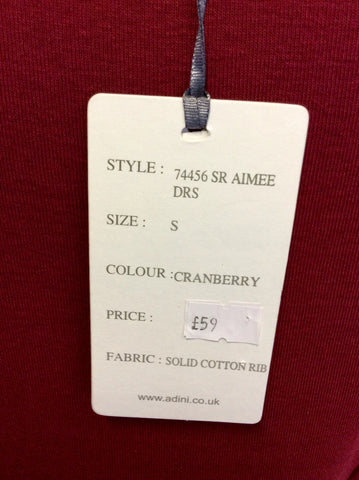 STYLE : 74456 SR AIMEE
DRS
SIZE : S
COLOUR : CRANBERRY
PRICE : £59
FABRIC : SOLID COTTON RIB
www.adini.co.uk